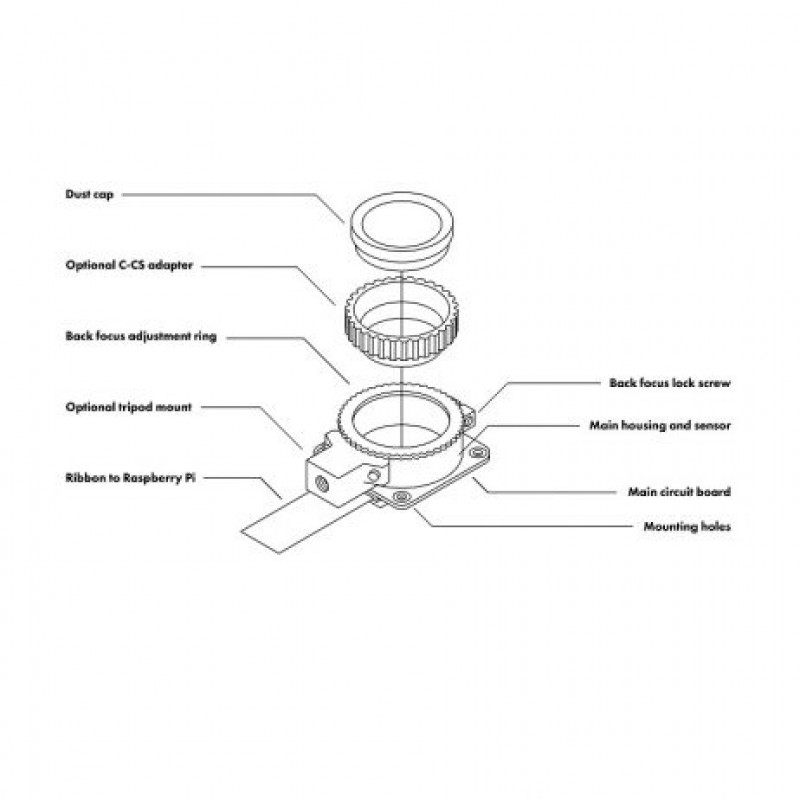 Dust cap
Optional C-CS adapter
Back focus adjustment ring
Optional tripod mount
Ribbon to Raspberry Pi
Back focus lock screw
Main housing and sensor
Main circuit board
Mounting holes